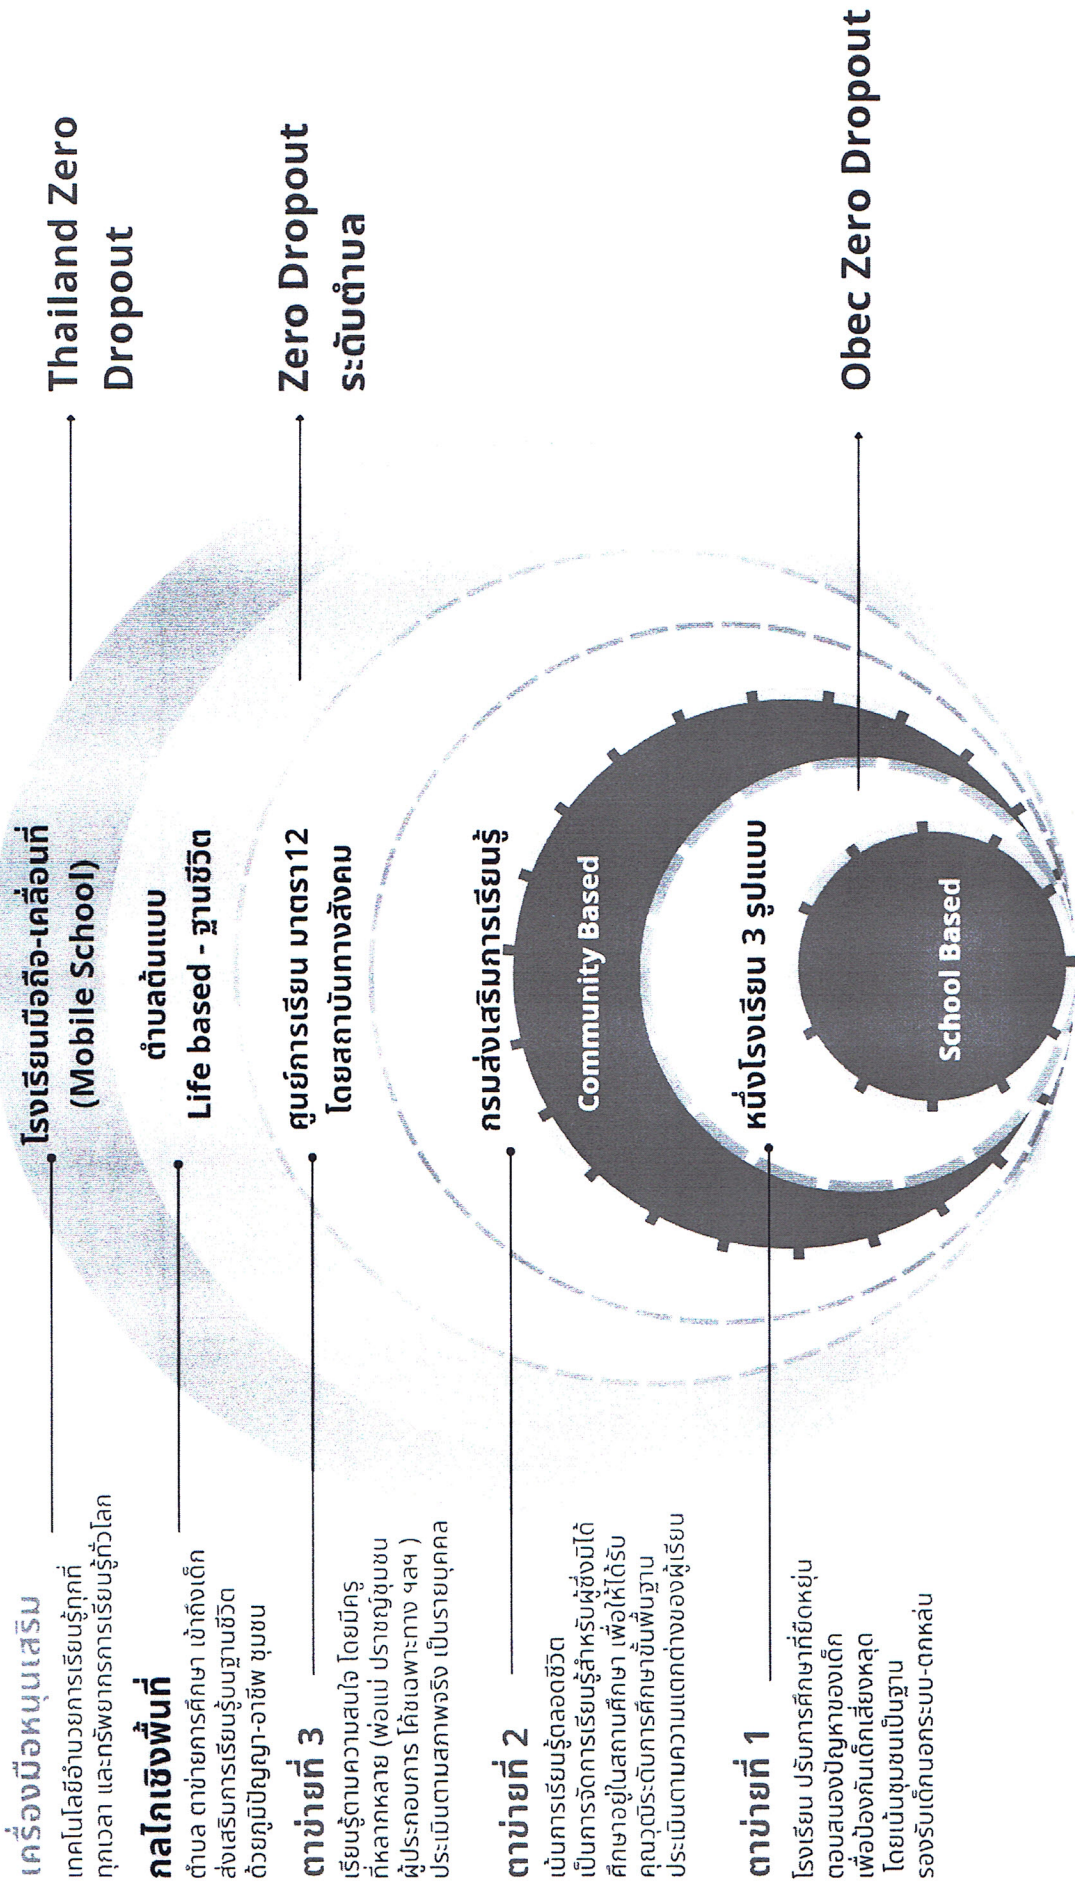 เครื่องมือหนุนเสริม
เทคโนโลยีอำนวยการเรียนรู้ทุกที่
ทุกเวลา และทรัพยากรการเรียนรู้ทั่วโลก
กลไกเชิงพื้นที่
ตำบล ตาข่ายการศึกษา เข้าถึงเด็ก
ส่งเสริมการเรียนรู้บนฐานชีวิต
ด้วยภูมิปัญญา-อาชีพ ชุมชน
ตาข่ายที่ 3
เรียนรู้ตามความสนใจ โดยมีครู
ที่หลากหลาย (พ่อแม่ ปราชญ์ชุมชน
ผู้ประกอบการ โค้ชเฉพาะทาง ฯลฯ )
ประเมินตามสภาพจริง เป็นรายบุคคล
ตาข่ายที่ 2
เน้นการเรียนรู้ตลอดชีวิต
เป็นการจัดการเรียนรู้สำหรับผู้ซึ่งมิได้
ศึกษาอยู่ในสถานศึกษา เพื่อให้ได้รับ
คุณวุฒิระดับการศึกษาขั้นพื้นฐาน
ประเมินตามความแตกต่างของผู้เรียน
ตาข่ายที่ 1
โรงเรียน ปรับการศึกษาที่ยืดหยุ่น
ตอบสนองปัญหาของเด็ก
เพื่อป้องกันเด็กเสี่ยงหลุด
โดยเน้นชุมชนเป็นฐาน
รองรับเด็กนอกระบบ-ตกหล่น
โรงเรียนมือถือ-เคลื่อนที่
(Mobile School)
ตำบลต้นแบบ
Life based - ฐานชีวิต
ศูนย์การเรียน มาตรา12
โดยสถาบันทางสังคม
กรมส่งเสริมการเรียนรู้
Community Based
หนึ่งโรงเรียน 3 รูปแบบ
School Based
Thailand Zero
Dropout
Zero Dropout
ระดับตำบล
Obec Zero Dropout